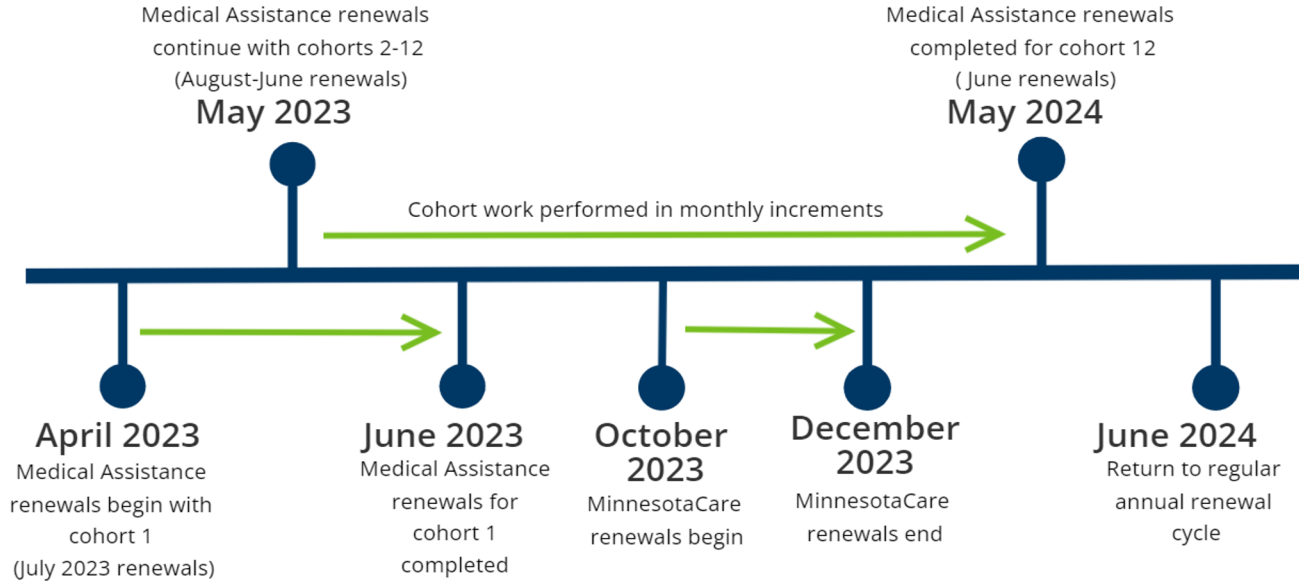 Medical Assistance renewals
continue with cohorts 2-12
(August-June renewals)
May 2023
Medical Assistance renewals
completed for cohort 12
( June renewals)
May 2024
Cohort work performed in monthly increments
April 2023
Medical Assistance
renewals begin with
cohort 1
(July 2023 renewals)
June 2023
Medical Assistance
renewals for
cohort 1
completed
October
2023
MinnesotaCare
renewals begin
December
2023
MinnesotaCare
renewals end
June 2024
Return to regular
annual renewal
cycle